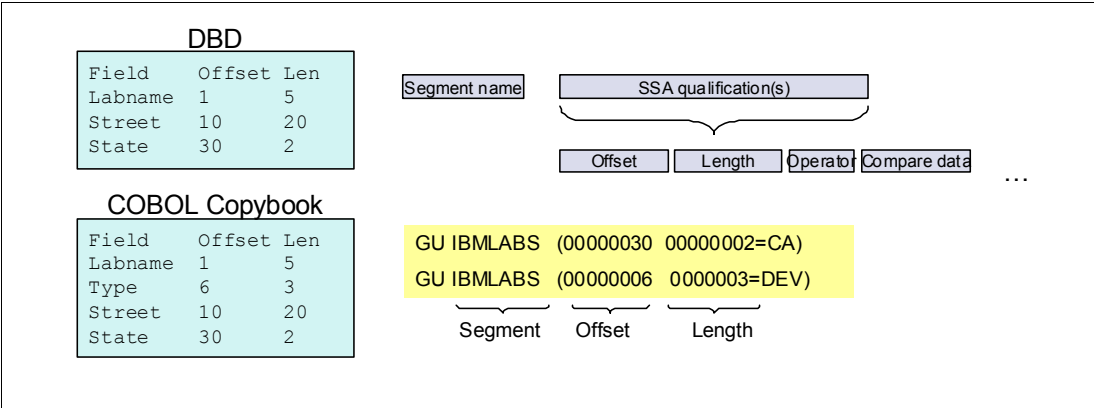 DBD
Field Offset Len
Labname 1 5
Street 10 20
State 30 2
Segment name
SSA qualification(s)
Offset Length Operator Compare data
...
COBOL Copybook
Field Offset Len
Labname 1 5
Type 6 3
Street 10 20
State 30 2
GU IBMLABS (00000030 00000002=CA)
GU IBMLABS (00000006 0000003=DEV)
Segment Offset Length